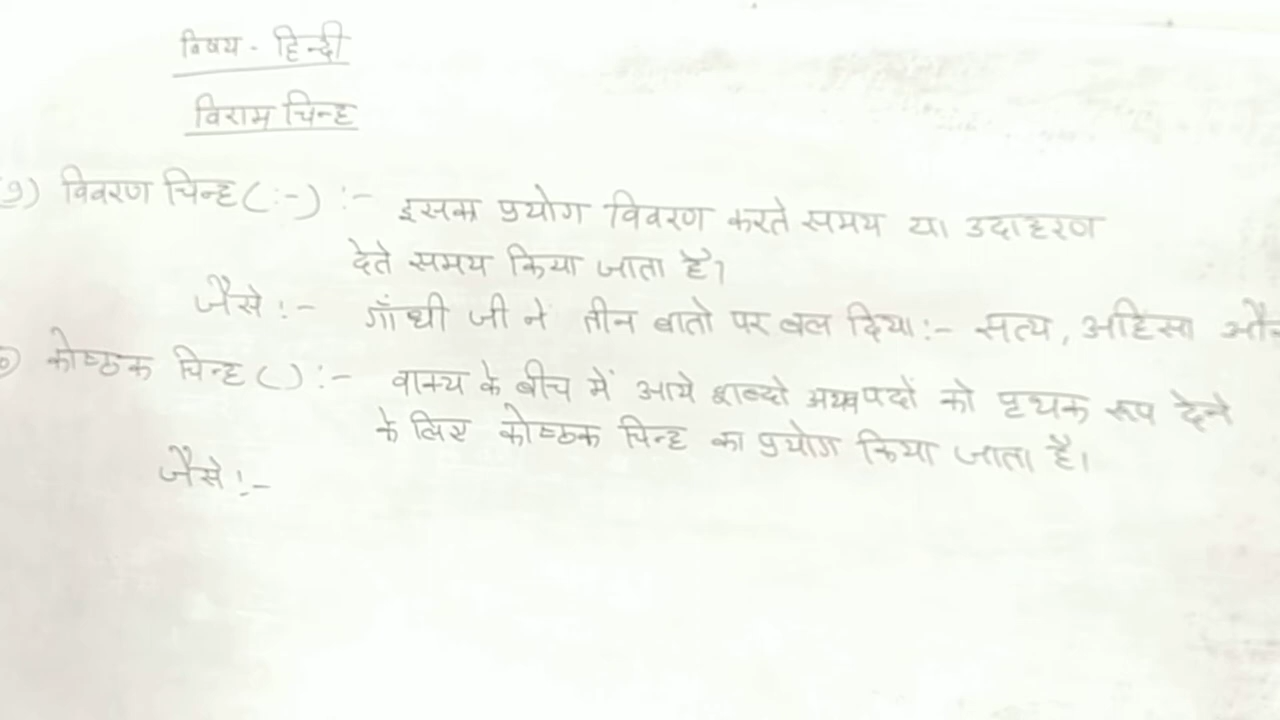 विषय - हिन्दी
विराम चिन्ह
9) विवरण चिन्ह (:-) :- इसका प्रयोग विवरण करते समय या उदाहरण
देते समय किया जाता है।
जैसे :- गाँधी जी ने तीन बातो पर बल दिया:- सत्य, अहिंसा और
कोष्ठक चिन्ह () :- वाक्य के बीच में आये शब्दो अथवा पदों को पृथक रूप देने
के लिए कोष्ठक चिन्ह का प्रयोग किया जाता है।
जैसे :-